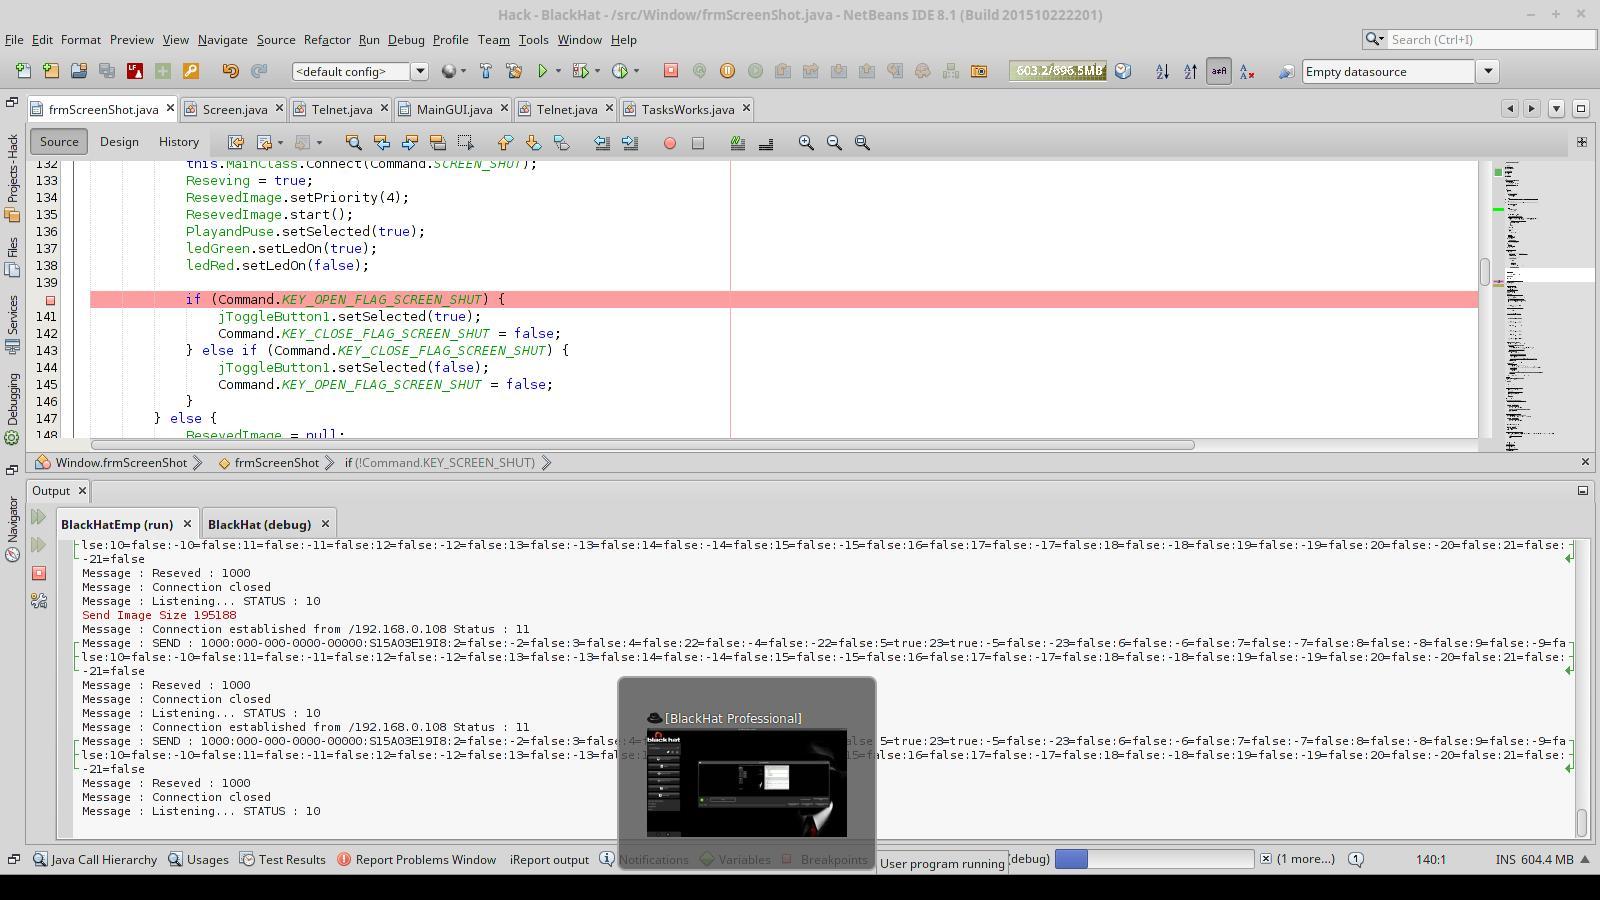 Hack - BlackHat - /src/Window/frmScreenShot.java - NetBeans IDE 8.1 (Build 201510222201)
File Edit Format Preview View Navigate Source Refactor Run Debug Profile Team Tools Window Help
Search (Ctrl+I)
<default config>
603.2/696.5MB
Empty datasource
frmScreenShot.java Screen.java Telnet.java MainGUI.java Telnet.java TasksWorks.java
Source Design History
Projects - Hack
Files
Services
Debugging
Navigator
132 this.MainClass.Connect(Command.SCREEN_SHUT);
133 Reseving = true;
134 ResevedImage.setPriority(4);
135 ResevedImage.start();
136 PlayandPuse.setSelected(true);
137 ledGreen.setLedOn(true);
138 ledRed.setLedOn(false);
139
if (Command.KEY_OPEN_FLAG_SCREEN_SHUT) {
141 jToggleButton1.setSelected(true);
142 Command.KEY_CLOSE_FLAG_SCREEN_SHUT = false;
143 } else if (Command.KEY_CLOSE_FLAG_SCREEN_SHUT) {
144 jToggleButton1.setSelected(false);
145 Command.KEY_OPEN_FLAG_SCREEN_SHUT = false;
146 }
147 } else {
148 ResevedImage = null;
Window.frmScreenShot frmScreenShot if (!Command.KEY_SCREEN_SHUT)
Output
BlackHatEmp (run) BlackHat (debug)
lse:10=false:-10=false:11=false:-11=false:12=false:-12=false:13=false:-13=false:14=false:-14=false:15=false:-15=false:16=false:17=false:-17=false:18=false:-18=false:19=false:-19=false:20=false:-20=false:21=false:
-21=false
Message : Reseved : 1000
Message : Connection closed
Message : Listening... STATUS : 10
Send Image Size 195188
Message : Connection established from /192.168.0.108 Status : 11
Message : SEND : 1000:000-000-0000-00000:S15A03E19I8:2=false:-2=false:3=false:4=false:22=false:-4=false:-22=false:5=true:23=true:-5=false:-23=false:6=false:-6=false:7=false:-7=false:8=false:-8=false:9=false:-9=fa
lse:10=false:-10=false:11=false:-11=false:12=false:-12=false:13=false:-13=false:14=false:-14=false:15=false:-15=false:16=false:17=false:-17=false:18=false:-18=false:19=false:-19=false:20=false:-20=false:21=false:
-21=false
Message : Reseved : 1000
Message : Connection closed
Message : Listening... STATUS : 10
Message : Connection established from /192.168.0.108 Status : 11
Message : SEND : 1000:000-000-0000-00000:S15A03E19I8:2=false:-2=false:3=false:4= 5=true:23=true:-5=false:-23=false:6=false:-6=false:7=false:-7=false:8=false:-8=false:9=false:-9=fa
lse:10=false:-10=false:11=false:-11=false:12=false:-12=false:13=false:-13=false: 16=false:17=false:-17=false:18=false:-18=false:19=false:-19=false:20=false:-20=false:21=false:
-21=false
Message : Reseved : 1000
Message : Connection closed
Message : Listening... STATUS : 10
[BlackHat Professional]
black hat
Java Call Hierarchy Usages Test Results Report Problems Window iReport output Notifications Variables Breakpoints User program running (debug) (1 more...) 1 140:1 INS 604.4 MB